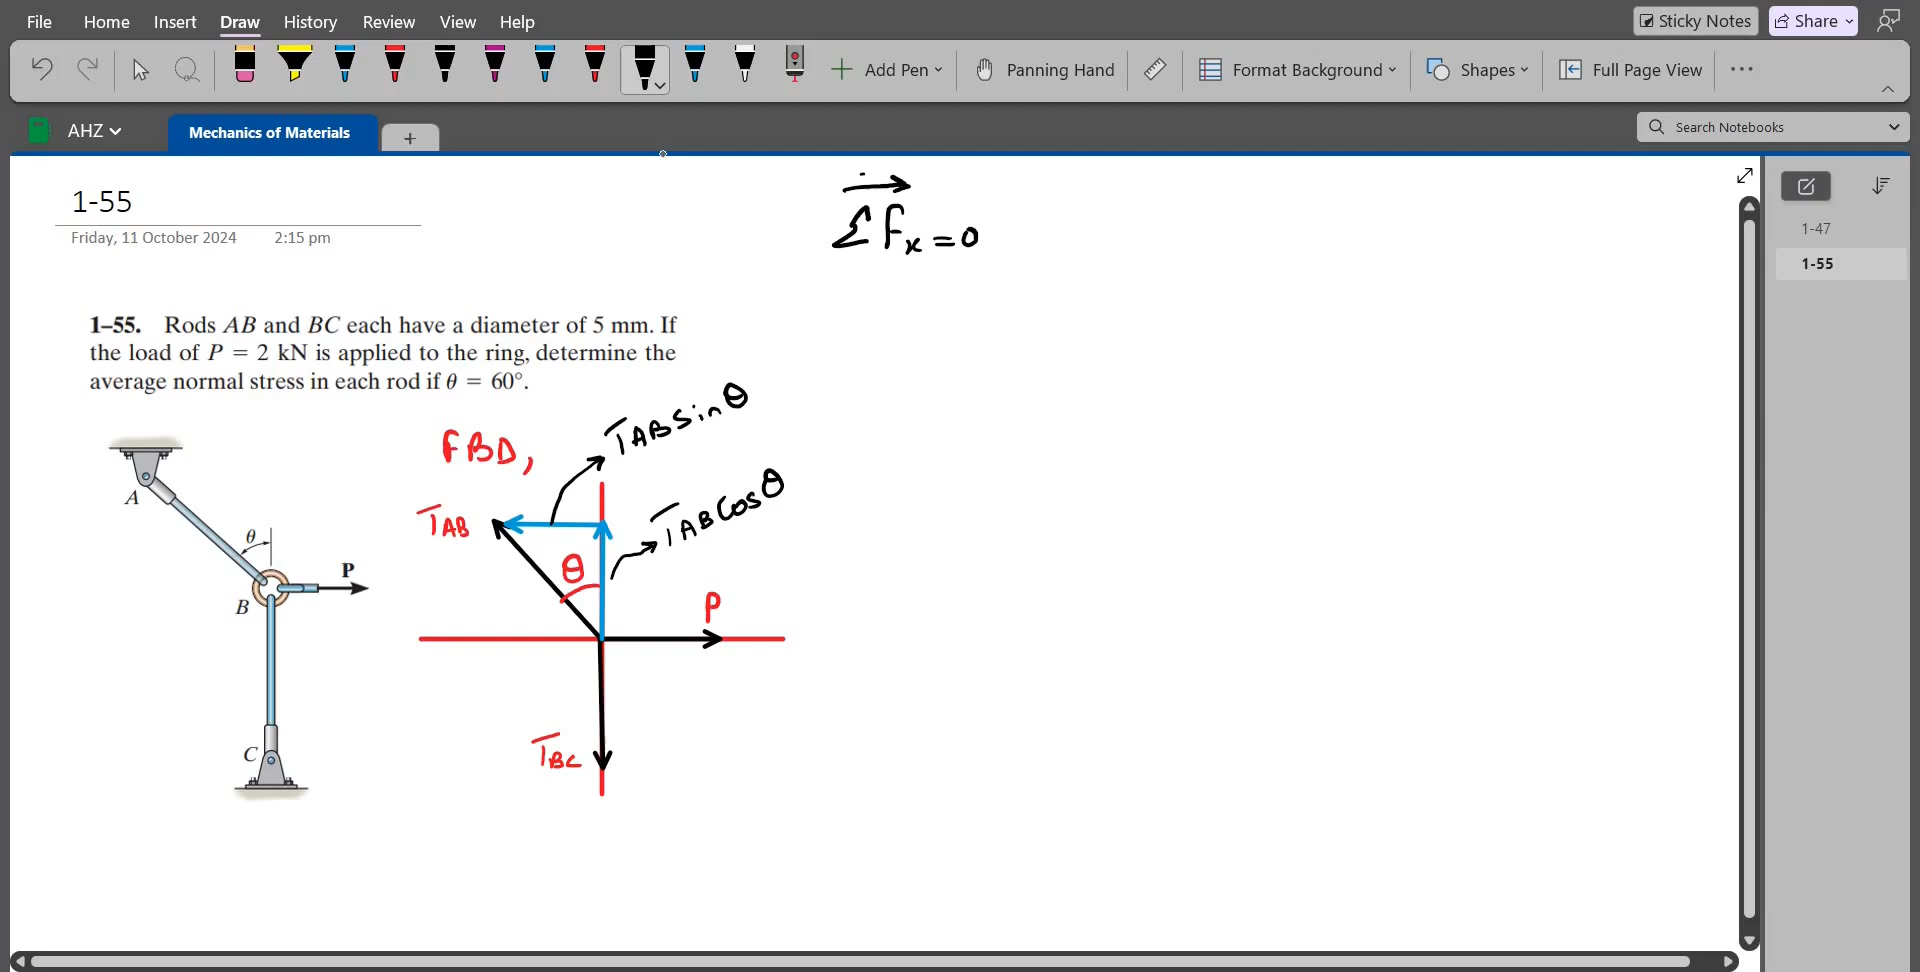 File Home Insert Draw History Review View Help Sticky Notes Share
Add Pen Panning Hand Format Background Shapes Full Page View
AHZ Mechanics of Materials + Search Notebooks
1-55
Friday, 11 October 2024 2:15 pm
ΣFx = 0
1-47
1-55
1–55. Rods AB and BC each have a diameter of 5 mm. If
the load of P = 2 kN is applied to the ring, determine the
average normal stress in each rod if θ = 60°.
A
θ
P
B
C
FBD,
TAB sinθ
TAB cosθ
TAB
θ
P
TBC